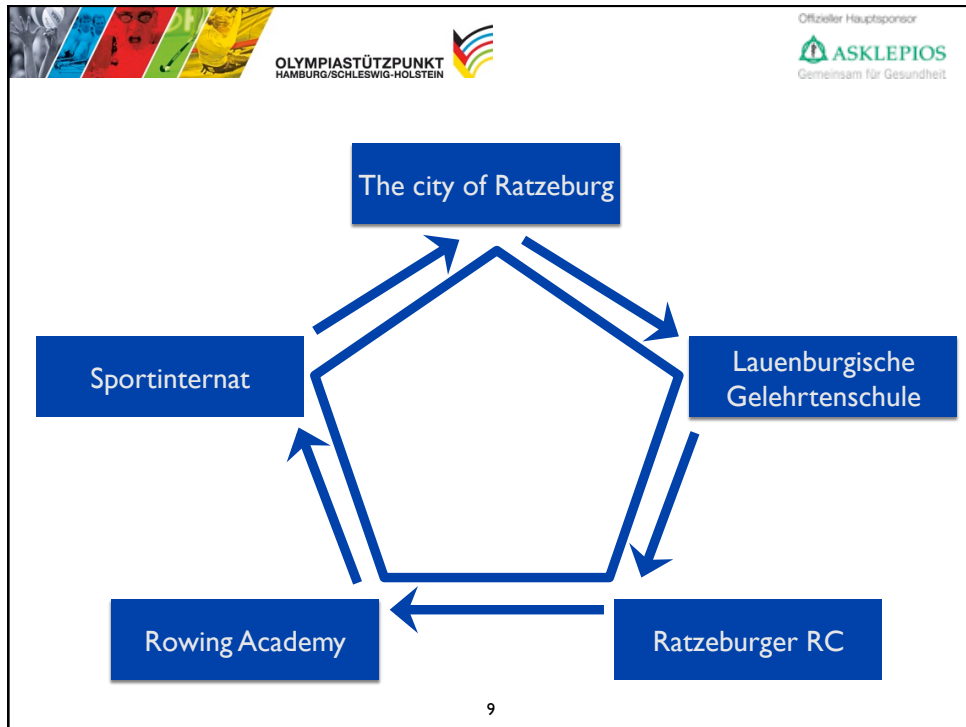 Offizieller Hauptsponsor
OLYMPIASTÜTZPUNKT
HAMBURG/SCHLESWIG-HOLSTEIN
ASKLEPIOS
Gemeinsam für Gesundheit
The city of Ratzeburg
Sportinternat
Lauenburgische
Gelehrtenschule
Rowing Academy
Ratzeburger RC
9